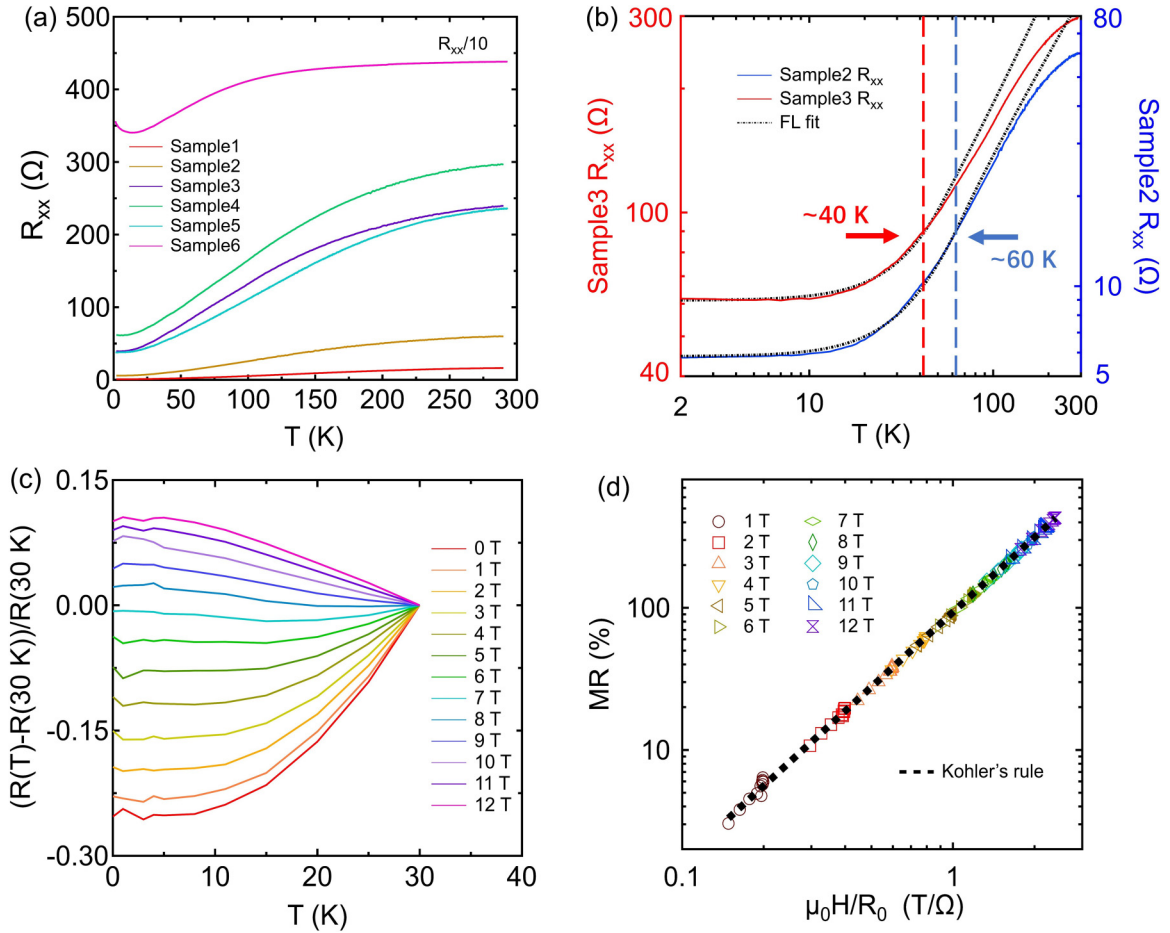 (a)
500
400
300
200
100
0
R_xx (Ω)
R_xx/10
Sample1
Sample2
Sample3
Sample4
Sample5
Sample6
0 50 100 150 200 250 300
T (K)
(b)
300
100
40
Sample3 R_xx (Ω)
Sample2 R_xx
Sample3 R_xx
FL fit
~40 K
~60 K
80
10
5
Sample2 R_xx (Ω)
2 10 100 300
T (K)
(c)
0.15
0.00
-0.15
-0.30
(R(T)-R(30 K))/R(30 K)
0 T
1 T
2 T
3 T
4 T
5 T
6 T
7 T
8 T
9 T
10 T
11 T
12 T
0 10 20 30 40
T (K)
(d)
100
10
MR (%)
1 T 7 T
2 T 8 T
3 T 9 T
4 T 10 T
5 T 11 T
6 T 12 T
Kohler's rule
0.1 1
μ₀H/R₀ (T/Ω)